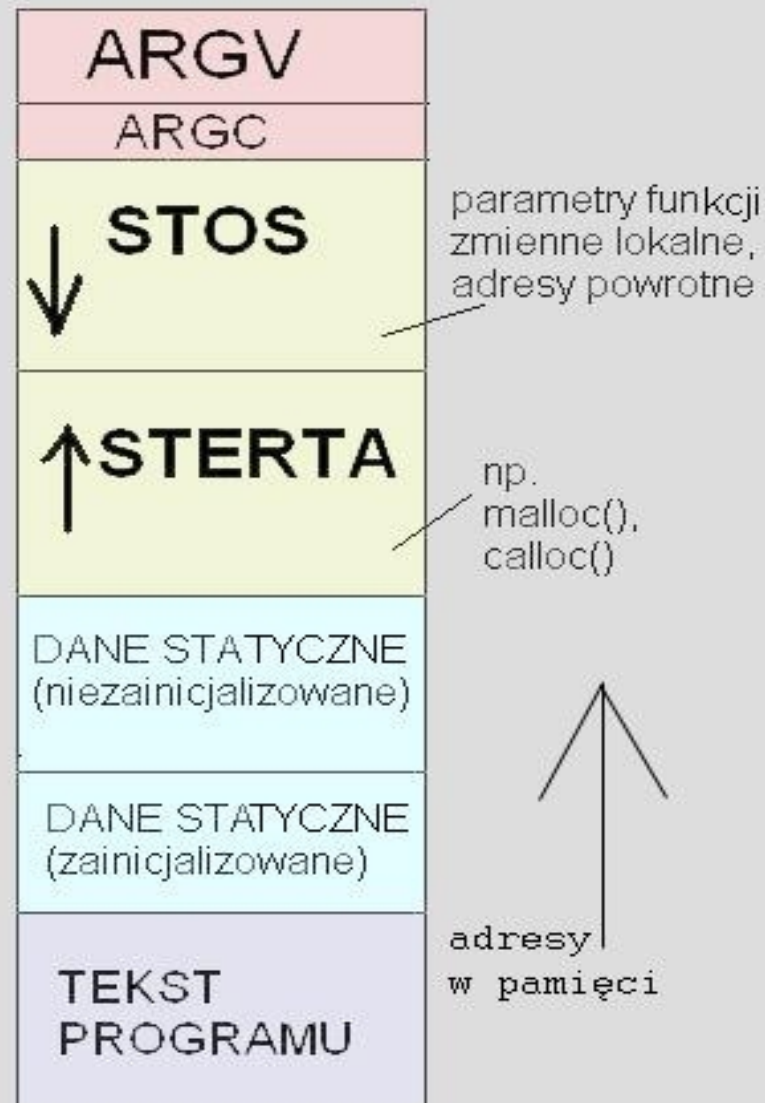 ARGV
ARGC
STOS
parametry funkcji
zmienne lokalne,
adresy powrotne
STERTA
np.
malloc(),
calloc()
DANE STATYCZNE
(niezainicjalizowane)
DANE STATYCZNE
(zainicjalizowane)
adresy
w pamięci
TEKST
PROGRAMU